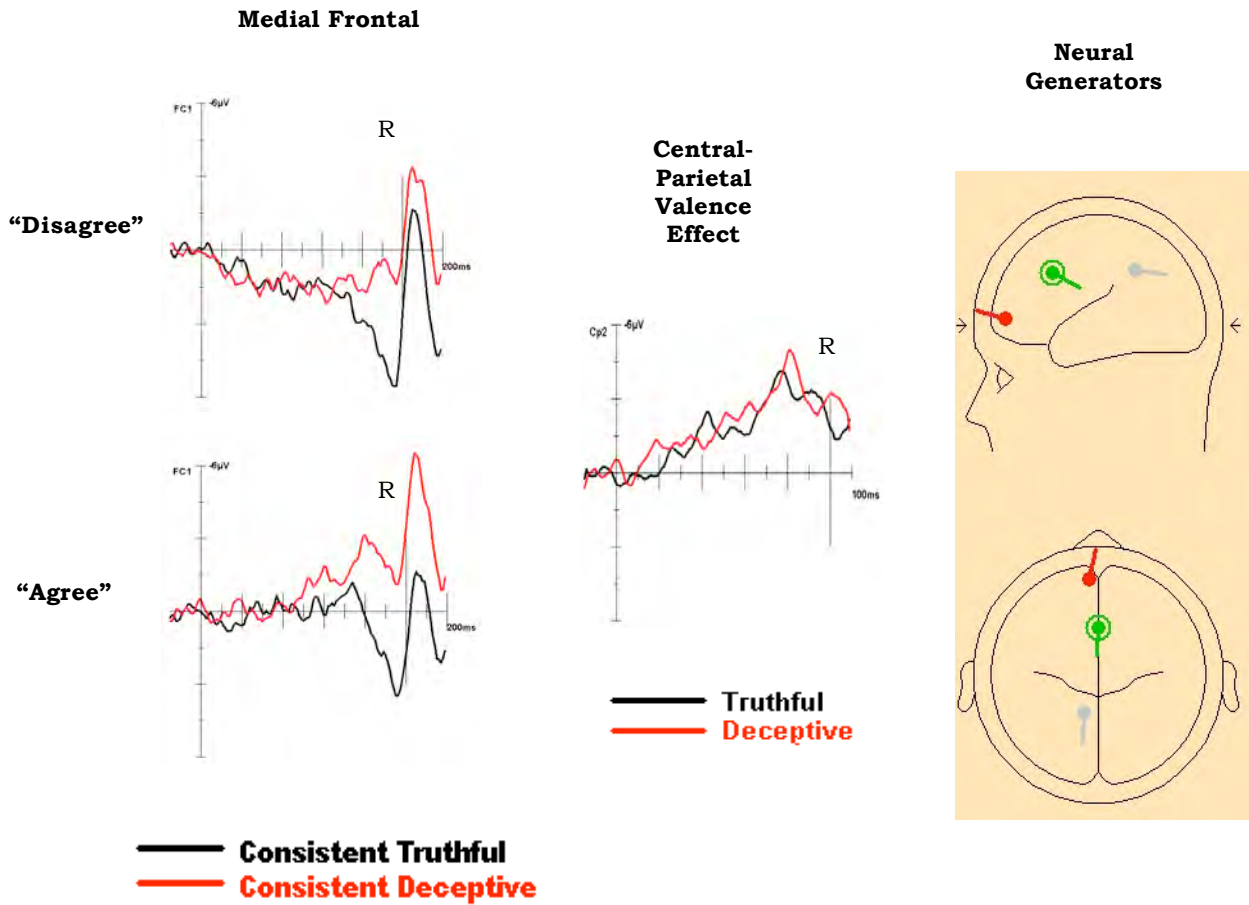 Medial Frontal
Neural
Generators
FC1
-6µV
R
“Disagree”
200ms
Central-
Parietal
Valence
Effect
Cp2
-6µV
R
100ms
FC1
-6µV
R
“Agree”
200ms
Truthful
Deceptive
Consistent Truthful
Consistent Deceptive